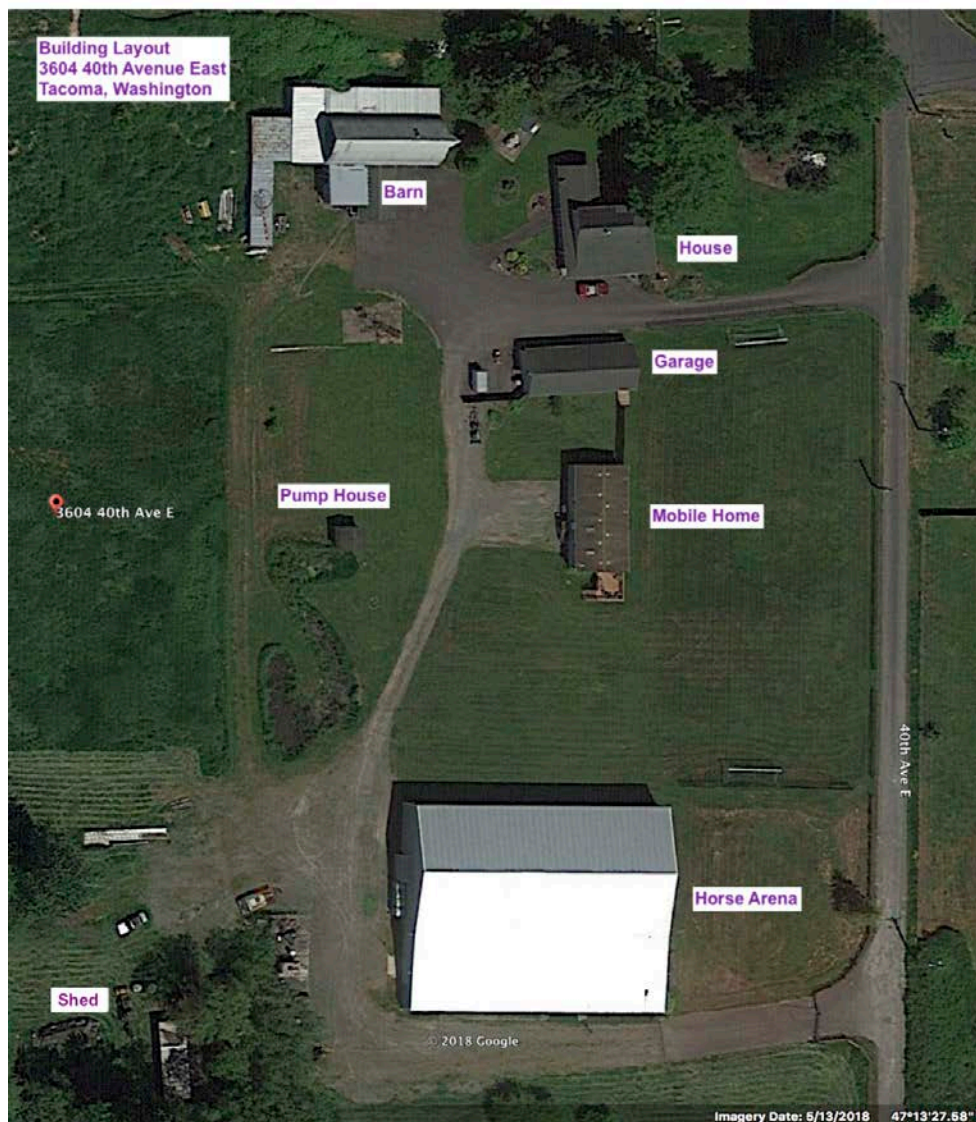 Building Layout
3604 40th Avenue East
Tacoma, Washington
Barn
House
Garage
Pump House
3604 40th Ave E
Mobile Home
40th Ave E
Horse Arena
Shed
© 2018 Google
Imagery Date: 5/13/2018 47°13'27.58"